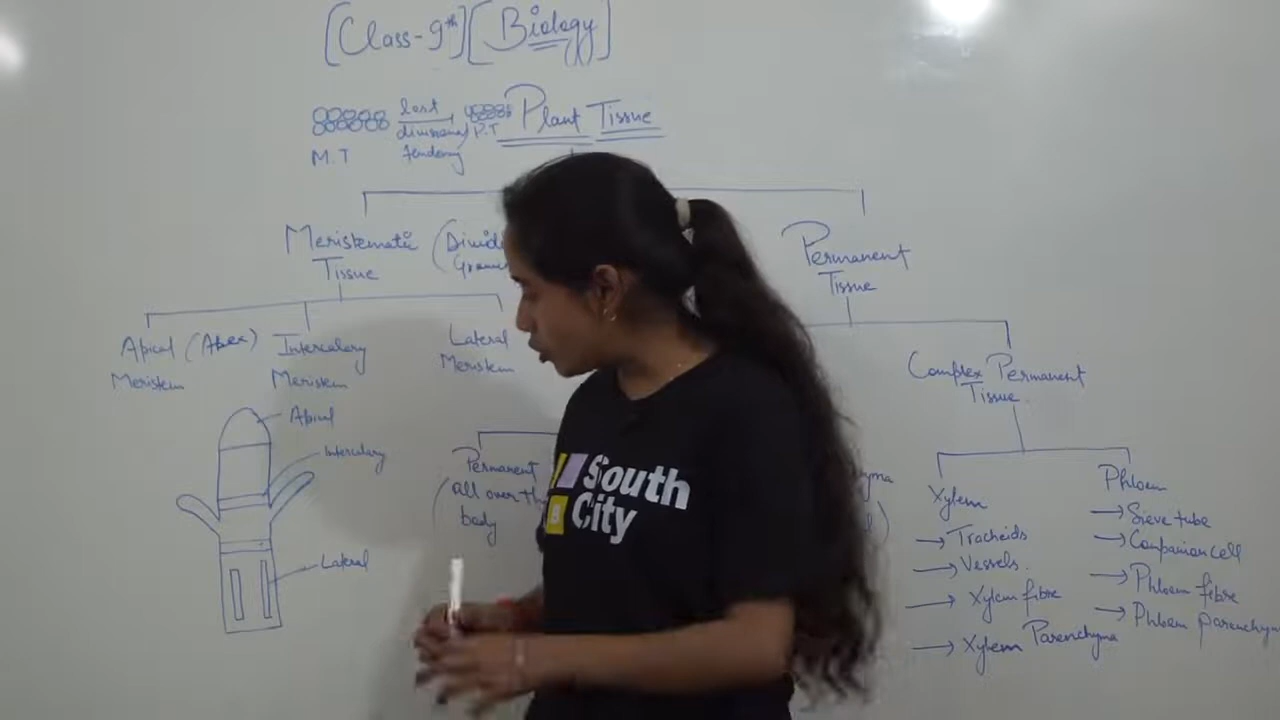 [Class-9th] [Biology]
Plant Tissue
lost
divisional
tendency
P.T
M.T
Meristematic
Tissue
(Divide
Permanent
Tissue
Apical (Apex)
Meristem
Intercalary
Meristem
Lateral
Meristem
Complex Permanent
Tissue
Apical
Intercalary
Lateral
Permanent
(all over the
body
Xylem
→ Tracheids
→ Vessels.
→ Xylem fibre
→ Xylem Parenchyma
Phloem
→ Sieve tube
→ Companion cell
→ Phloem fibre
→ Phloem parenchyma
South
City
B